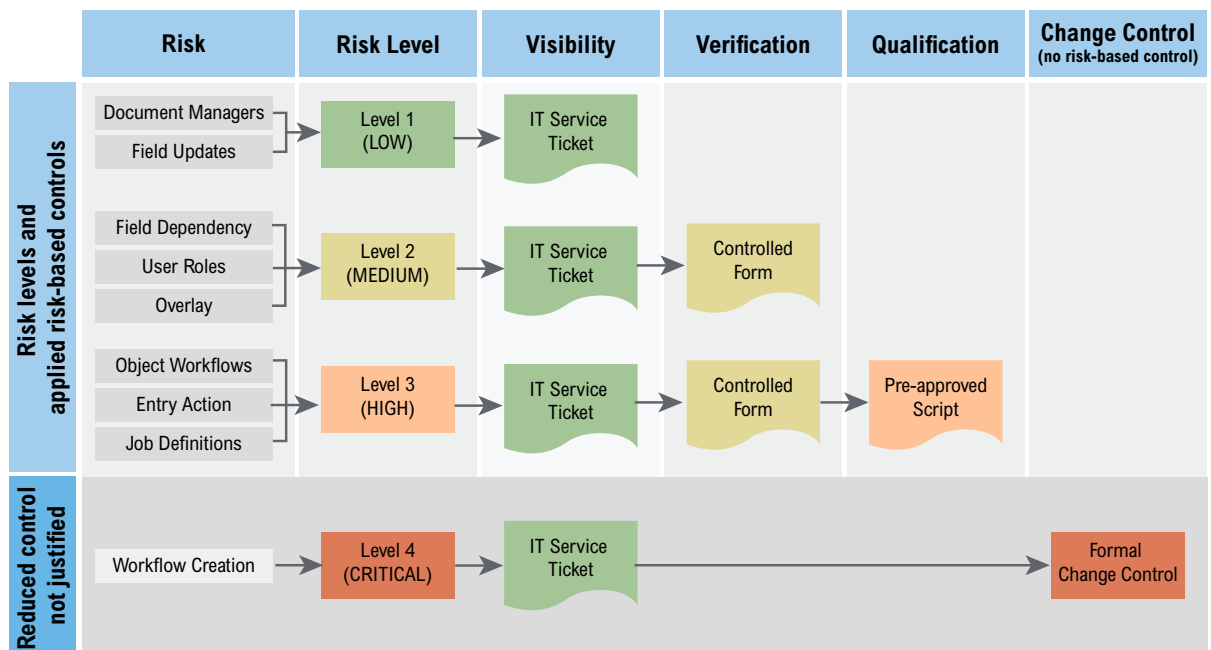 Risk
Risk Level
Visibility
Verification
Qualification
Change Control
(no risk-based control)
Risk levels and
applied risk-based controls
Document Managers
Field Updates
Level 1
(LOW)
IT Service
Ticket
Field Dependency
User Roles
Overlay
Level 2
(MEDIUM)
IT Service
Ticket
Controlled
Form
Object Workflows
Entry Action
Job Definitions
Level 3
(HIGH)
IT Service
Ticket
Controlled
Form
Pre-approved
Script
Reduced control
not justified
Workflow Creation
Level 4
(CRITICAL)
IT Service
Ticket
Formal
Change Control